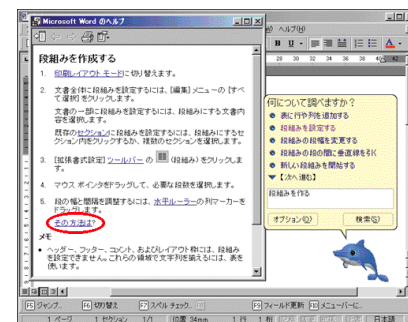 Microsoft Word のヘルプ
ヘルプ(H)
段組みを作成する
1. 印刷レイアウト モードに切り替えます。
2. 文書全体に段組みを設定するには、[編集] メニューの [すべ
て選択] をクリックします。
文書の一部に段組みを設定するには、段組みにする文書内
容を選択します。
既存のセクションに段組みを設定するには、段組みにするセク
ション内をクリックするか、複数のセクションを選択します。
3. [拡張書式設定] ツールバー の (段組み) をクリックしま
す。
4. マウス ポインタをドラッグして、必要な段数を選択します。
5. 段の幅と間隔を調整するには、水平ルーラーの列マーカーを
ドラッグします。
その方法は?
メモ
• ヘッダー、フッター、コメント、およびレイアウト枠には、段組み
を設定できません。これらの領域で文字列を揃えるには、表を
使います。
B U
A
28 30 32 34 36 38 40 42
何について調べますか?
表に行や列を追加する
段組みを設定する
段組みの段幅を変更する
段組みの段の間に垂直線を引く
新しい段組みを開始する
▼【次へ進む】
段組みを作る
オプション(O) 検索(S)
F5 ジャンプ.. F6 切り替え F7 スペル チェック.. F9 フィールド更新 F10 メニューバーに..
1 ページ 1 セクション 1/1 位置 34mm 1 行 1 桁 日本語